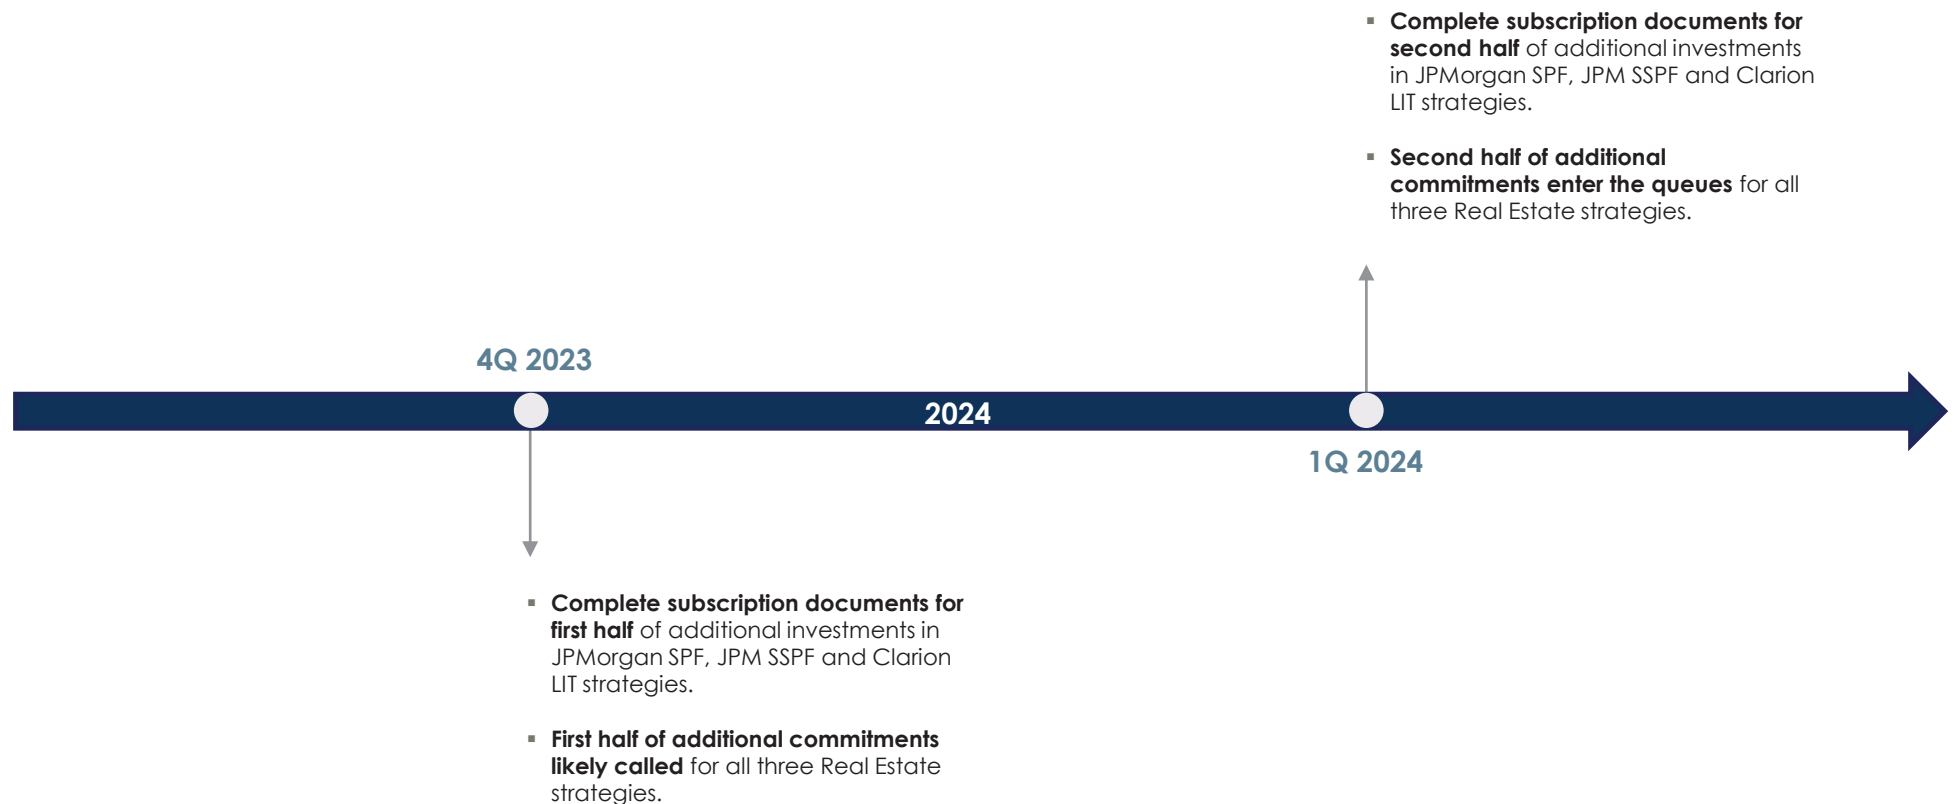 ▪ Complete subscription documents for
second half of additional investments
in JPMorgan SPF, JPM SSPF and Clarion
LIT strategies.
▪ Second half of additional
commitments enter the queues for all
three Real Estate strategies.
4Q 2023
2024
1Q 2024
▪ Complete subscription documents for
first half of additional investments in
JPMorgan SPF, JPM SSPF and Clarion
LIT strategies.
▪ First half of additional commitments
likely called for all three Real Estate
strategies.